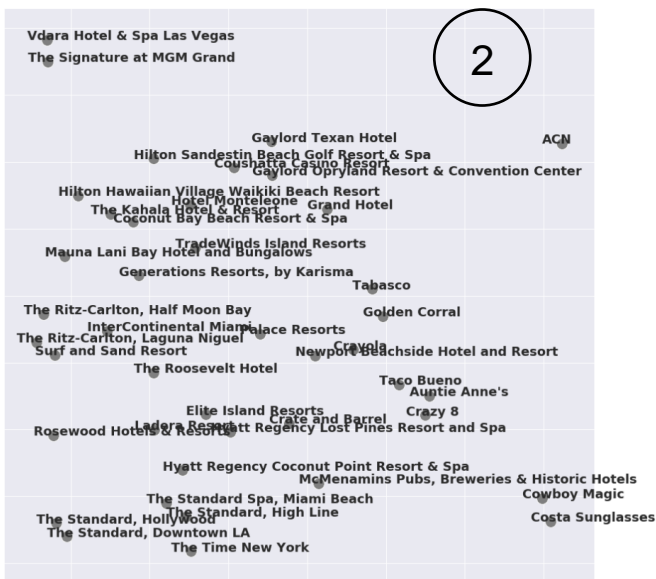 Vdara Hotel & Spa Las Vegas
The Signature at MGM Grand
2
Gaylord Texan Hotel
ACN
Hilton Sandestin Beach Golf Resort & Spa
Coushatta Casino Resort
Gaylord Opryland Resort & Convention Center
Hilton Hawaiian Village Waikiki Beach Resort
Hotel Monteleone
Grand Hotel
The Kahala Hotel & Resort
Coconut Bay Beach Resort & Spa
TradeWinds Island Resorts
Mauna Lani Bay Hotel and Bungalows
Generations Resorts, by Karisma
Tabasco
The Ritz-Carlton, Half Moon Bay
Golden Corral
InterContinental Miami
Palace Resorts
The Ritz-Carlton, Laguna Niguel
Crayola
Surf and Sand Resort
Newport Beachside Hotel and Resort
The Roosevelt Hotel
Taco Bueno
Auntie Anne's
Elite Island Resorts
Crazy 8
Crate and Barrel
Ladera Resort
Hyatt Regency Lost Pines Resort and Spa
Rosewood Hotels & Resorts
Hyatt Regency Coconut Point Resort & Spa
McMenamins Pubs, Breweries & Historic Hotels
Cowboy Magic
The Standard Spa, Miami Beach
The Standard, High Line
Costa Sunglasses
The Standard, Hollywood
The Standard, Downtown LA
The Time New York